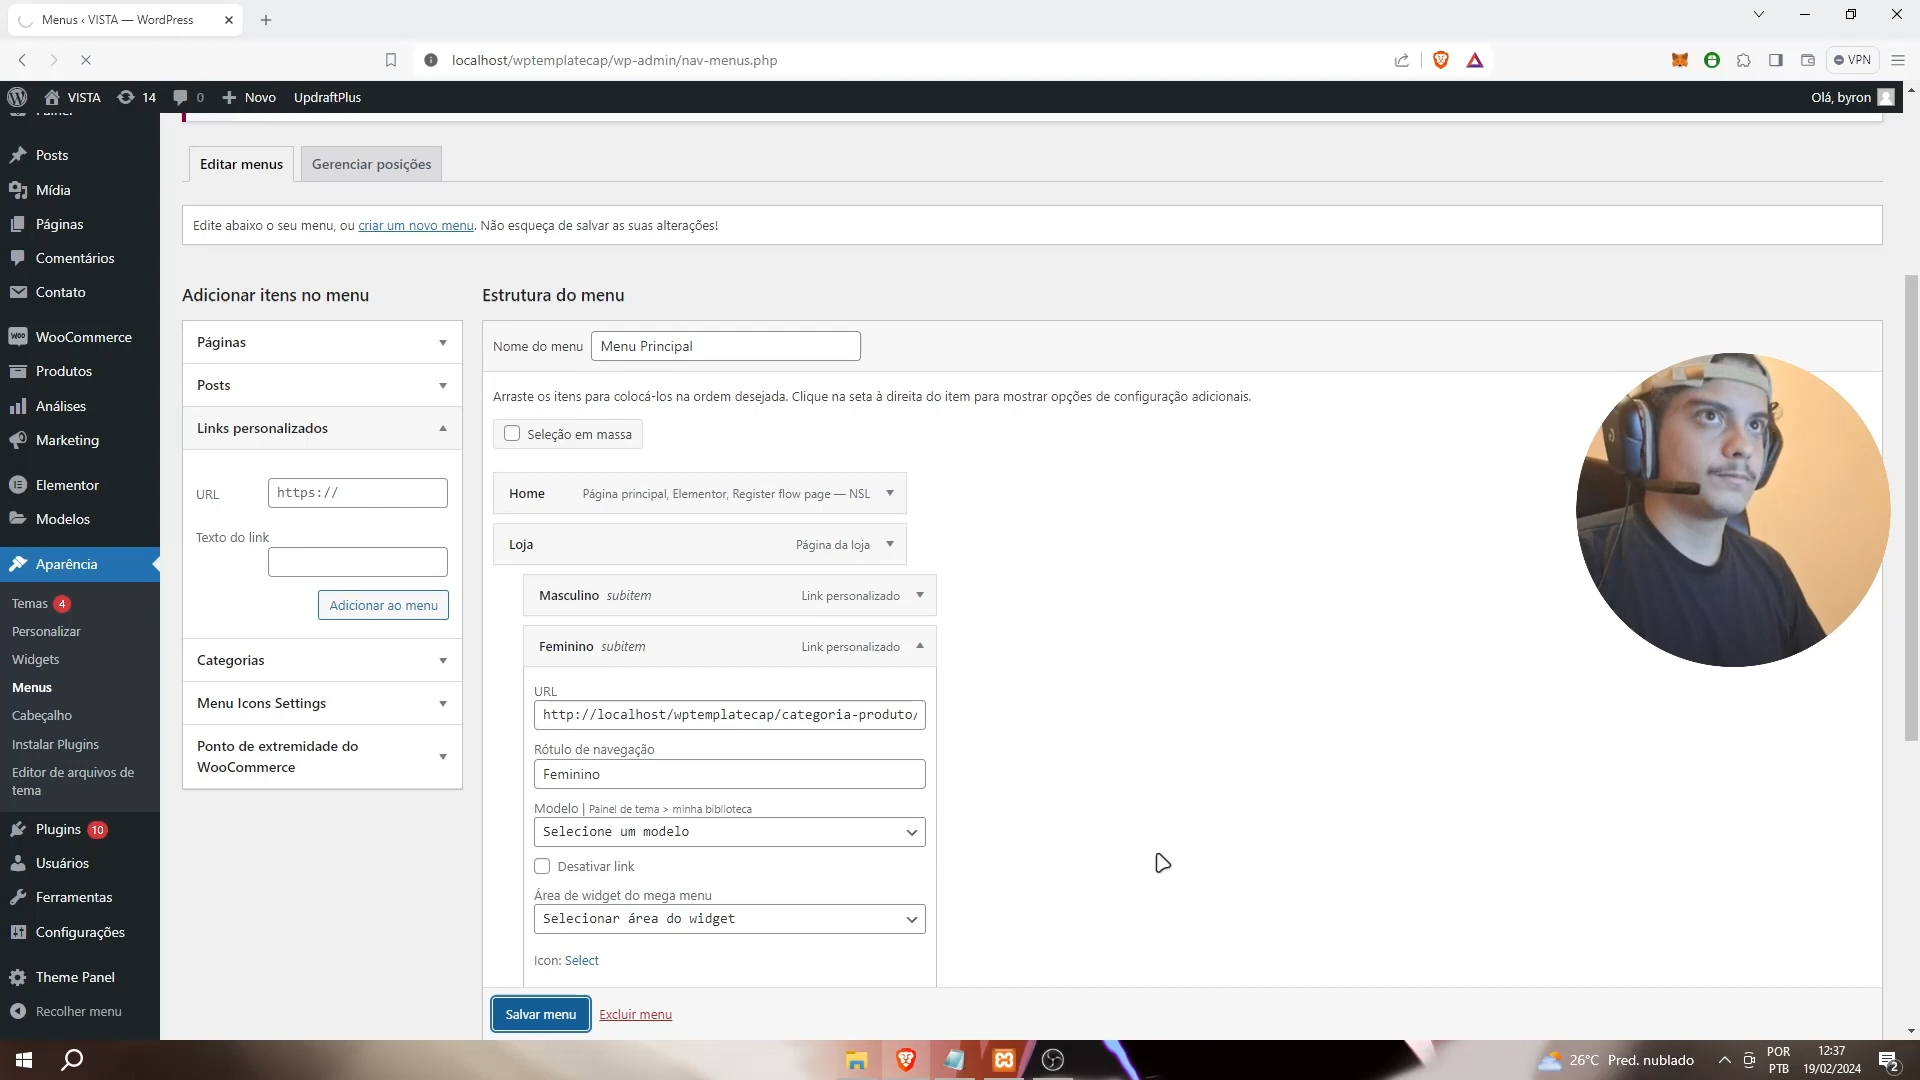 Menus ‹ VISTA — WordPress
localhost/wptemplatecap/wp-admin/nav-menus.php
VPN
VISTA
14
0
Novo
UpdraftPlus
Olá, byron
Painel
Posts
Mídia
Páginas
Comentários
Contato
WooCommerce
Produtos
Análises
Marketing
Elementor
Modelos
Aparência
Temas 4
Personalizar
Widgets
Menus
Cabeçalho
Instalar Plugins
Editor de arquivos de
tema
Plugins 10
Usuários
Ferramentas
Configurações
Theme Panel
Recolher menu
Editar menus
Gerenciar posições
Edite abaixo o seu menu, ou criar um novo menu. Não esqueça de salvar as suas alterações!
Adicionar itens no menu
Páginas
Posts
Links personalizados
URL
https://
Texto do link
Adicionar ao menu
Categorias
Menu Icons Settings
Ponto de extremidade do
WooCommerce
Estrutura do menu
Nome do menu
Menu Principal
Arraste os itens para colocá-los na ordem desejada. Clique na seta à direita do item para mostrar opções de configuração adicionais.
Seleção em massa
Home Página principal, Elementor, Register flow page — NSL
Loja Página da loja
Masculino subitem Link personalizado
Feminino subitem Link personalizado
URL
http://localhost/wptemplatecap/categoria-produto/
Rótulo de navegação
Feminino
Modelo | Painel de tema > minha biblioteca
Selecione um modelo
Desativar link
Área de widget do mega menu
Selecionar área do widget
Icon: Select
Salvar menu
Excluir menu
26°C Pred. nublado
POR
PTB
12:37
19/02/2024
2